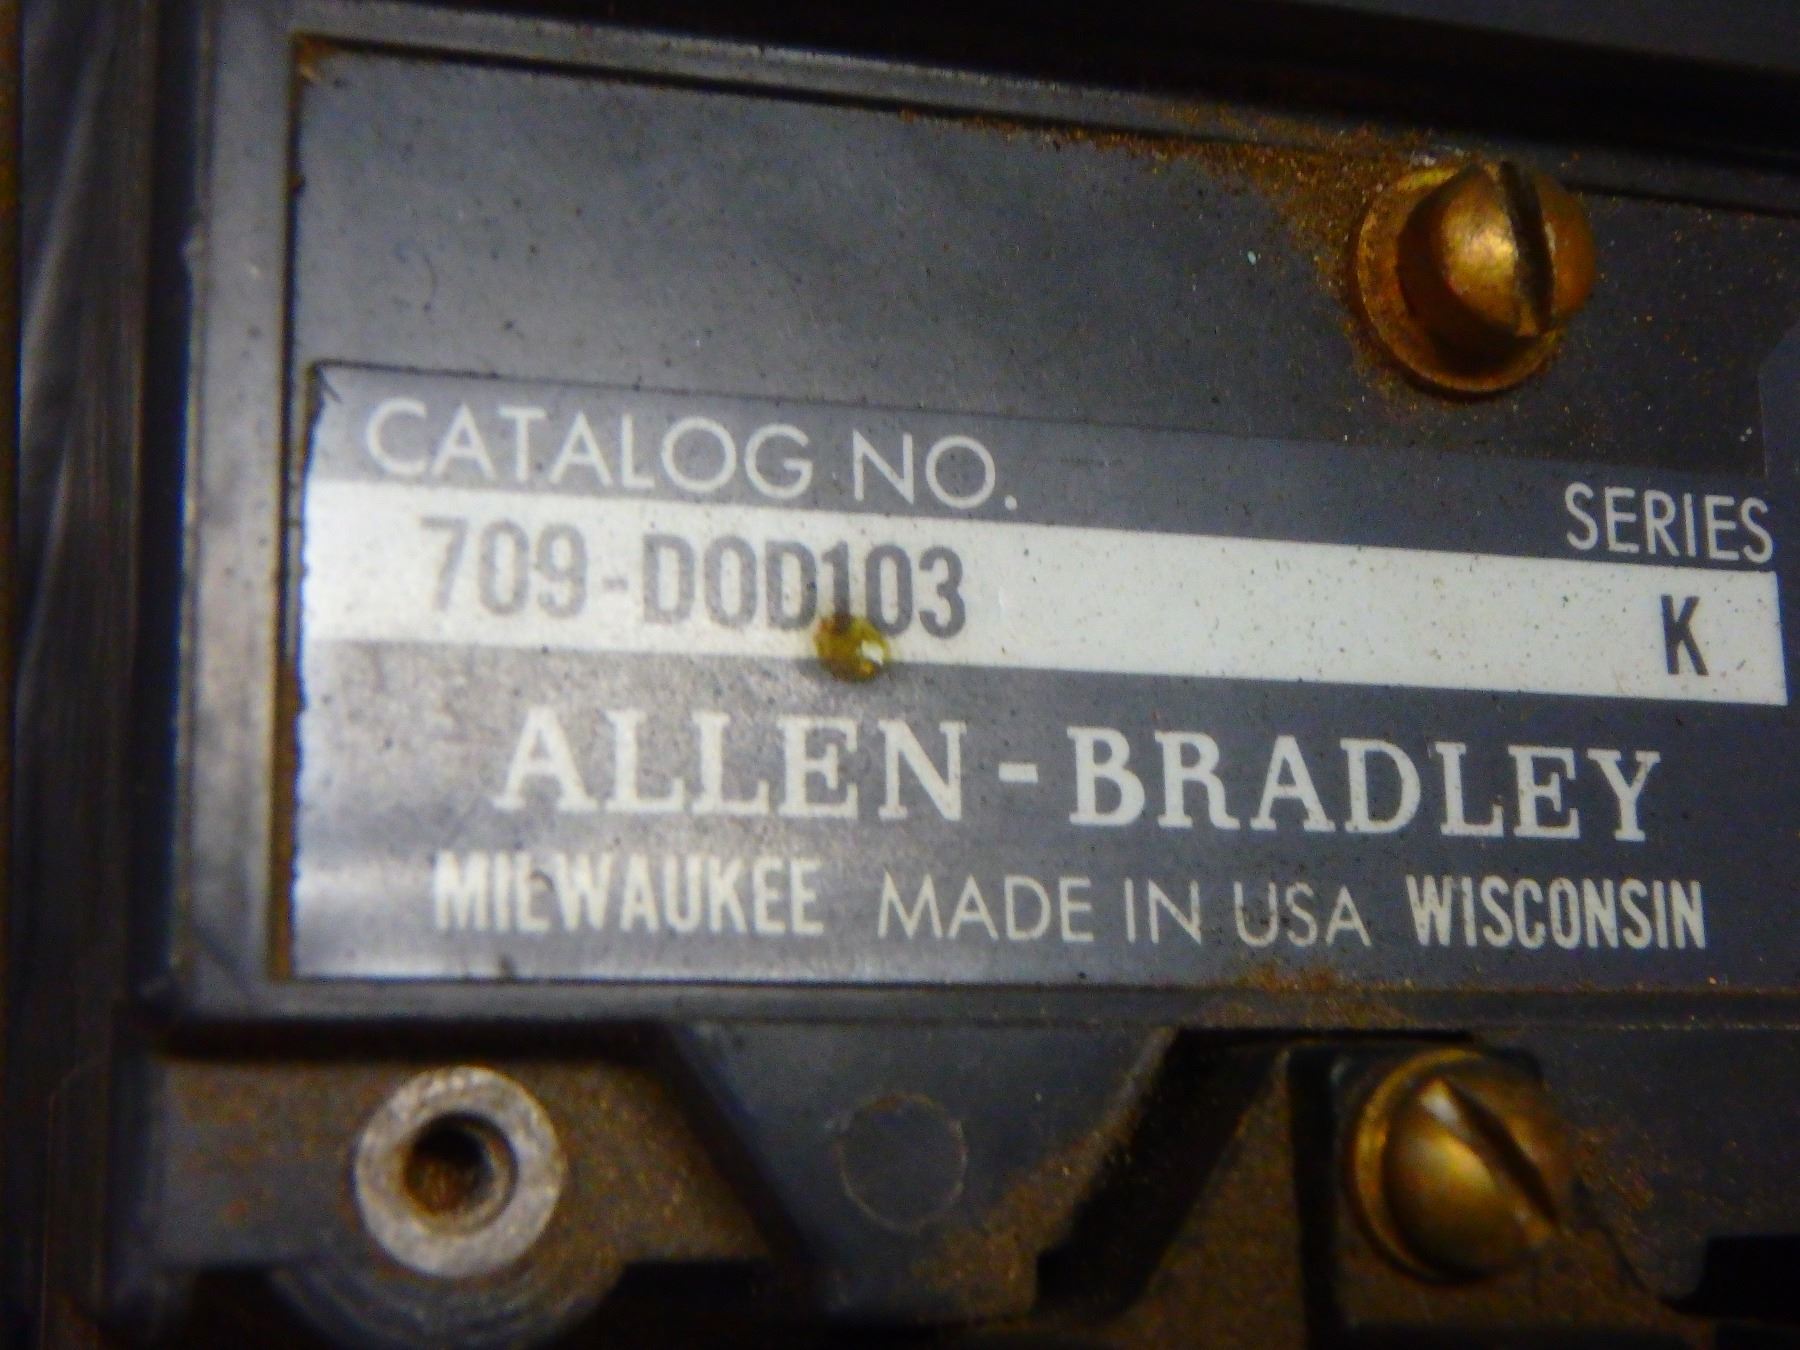 CATALOG NO.
SERIES
709-DOD103
K
ALLEN-BRADLEY
MILWAUKEE MADE IN USA WISCONSIN